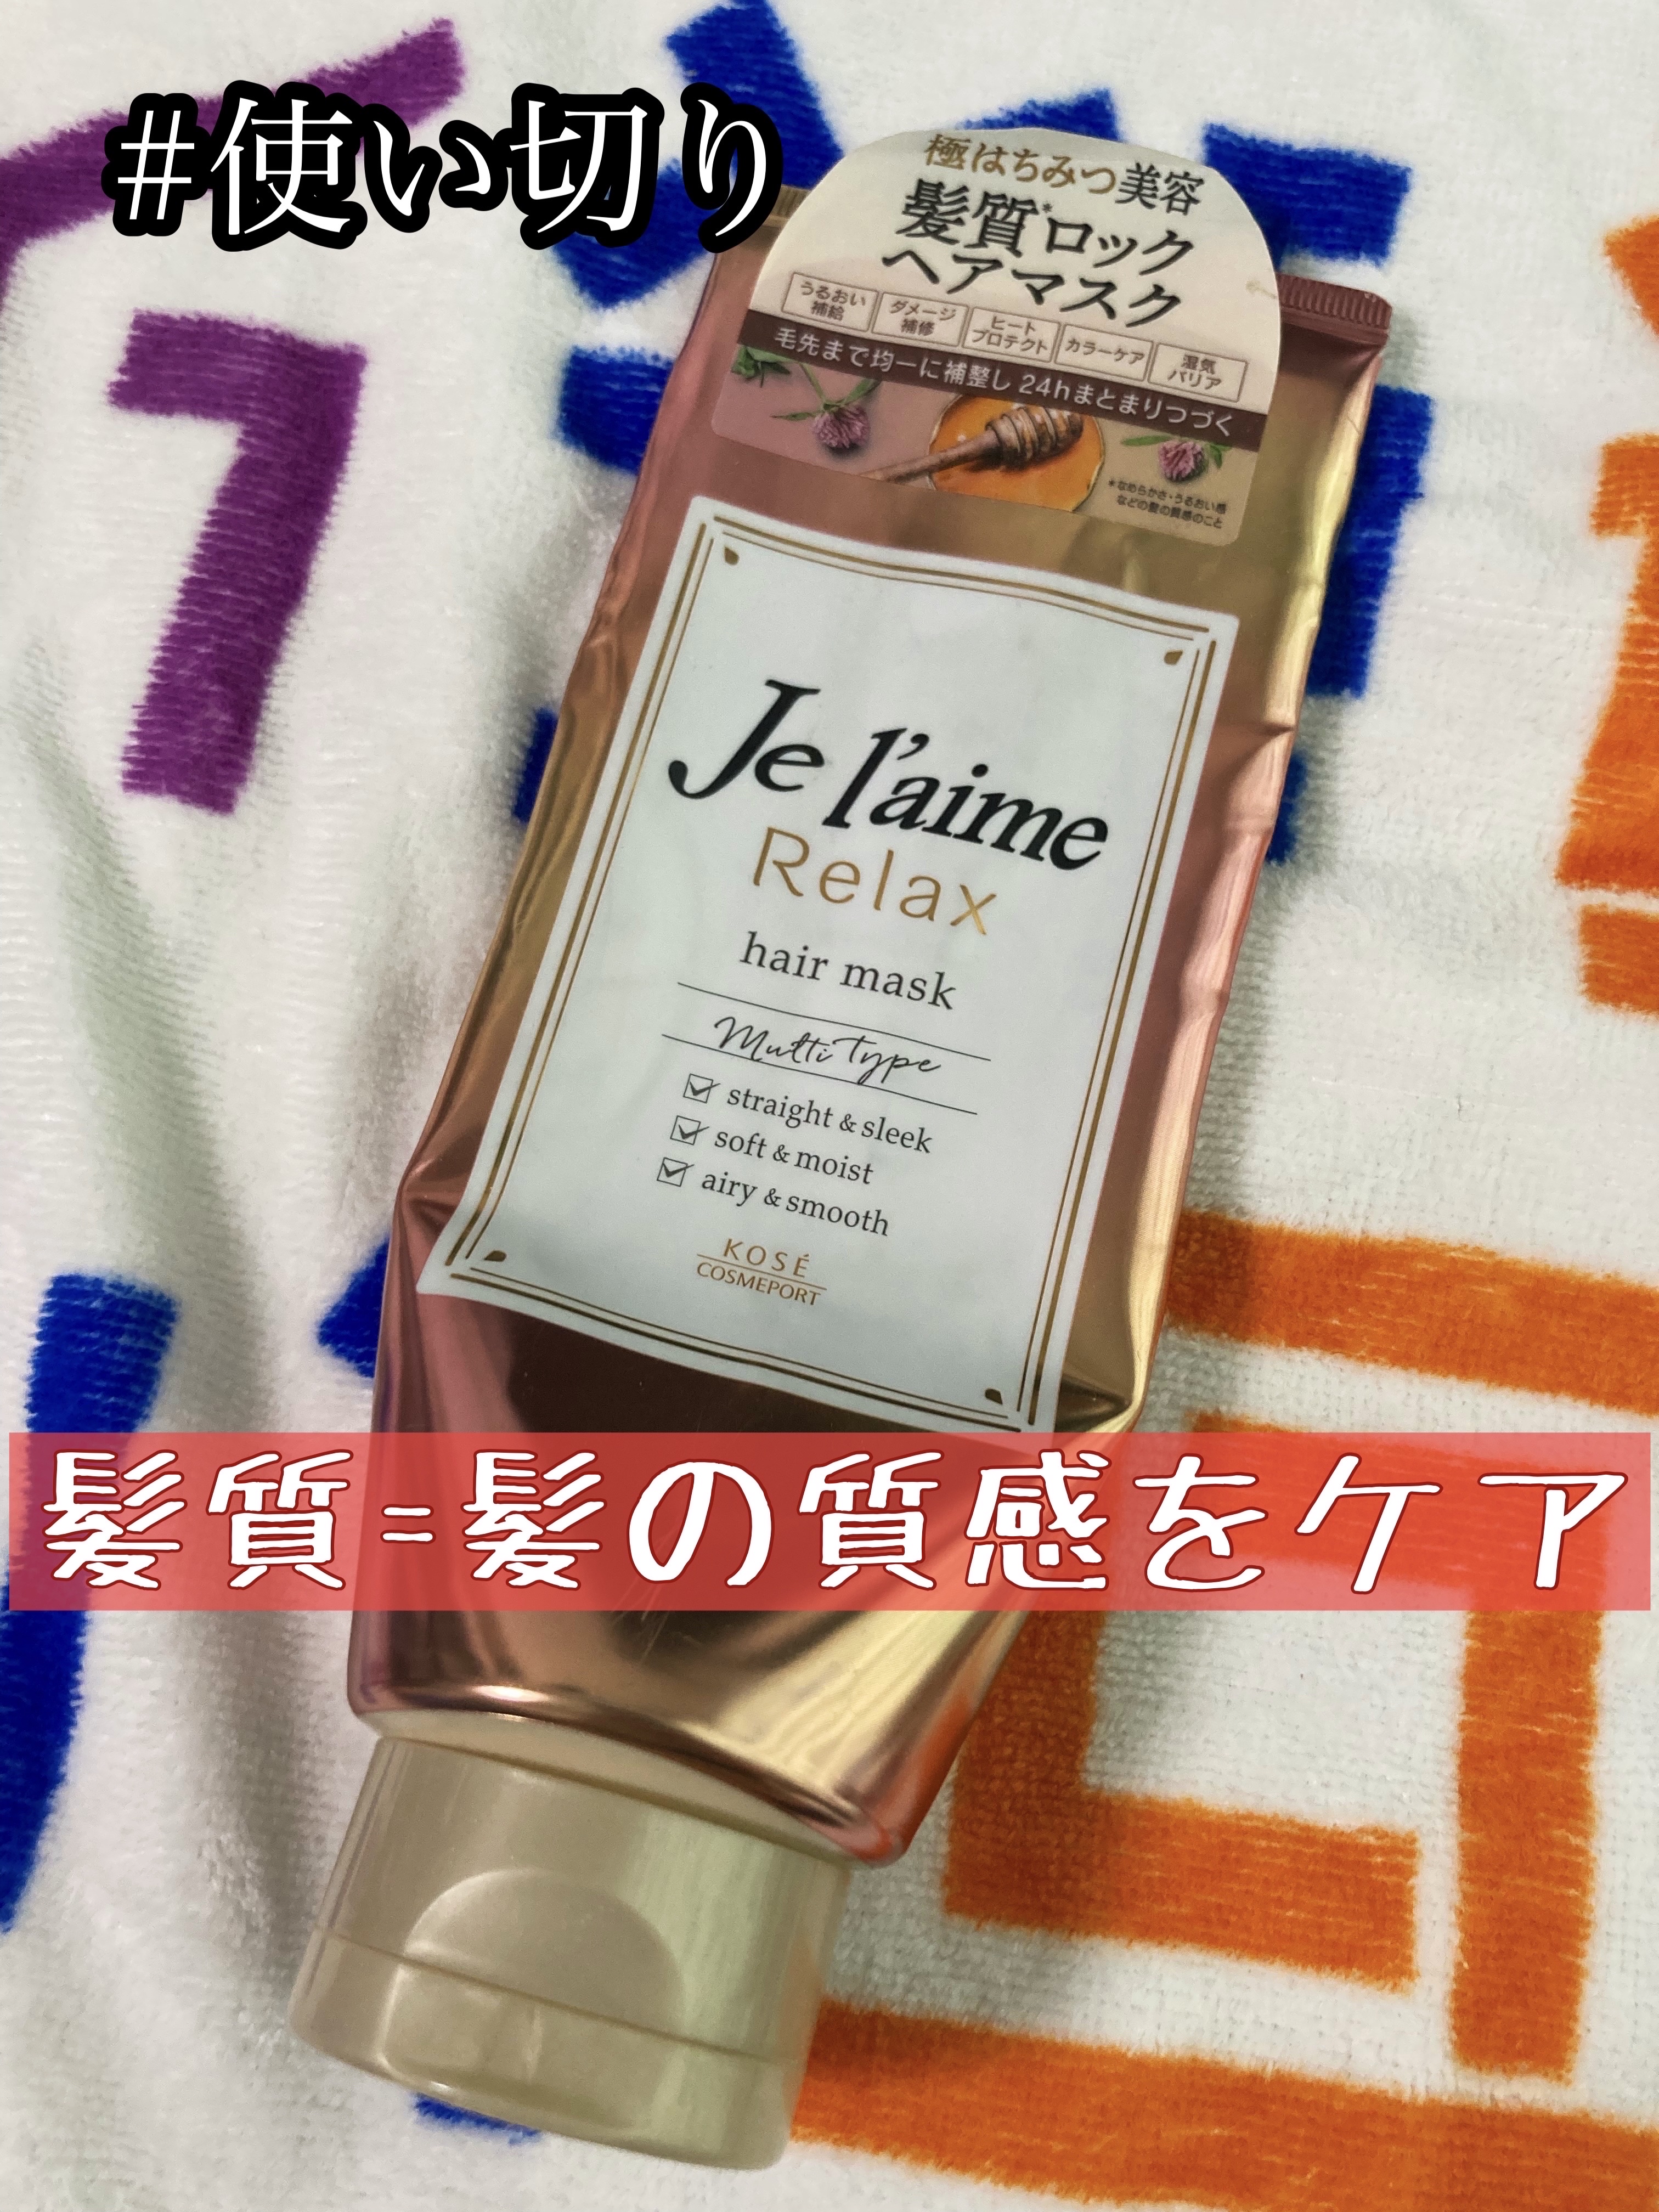 #使い切り
極はちみつ美容
髪質*ロック
ヘアマスク
うるおい
補給
ダメージ
補修
ヒート
プロテクト
カラーケア
湿気
バリア
毛先まで均一に補整し 24hまとまりつづく
*なめらかさ・うるおい感
などの髪の質感のこと
Je l'aime
Relax
hair mask
Multi Type
straight & sleek
soft & moist
airy & smooth
KOSÉ
COSMEPORT
髪質=髪の質感をケア